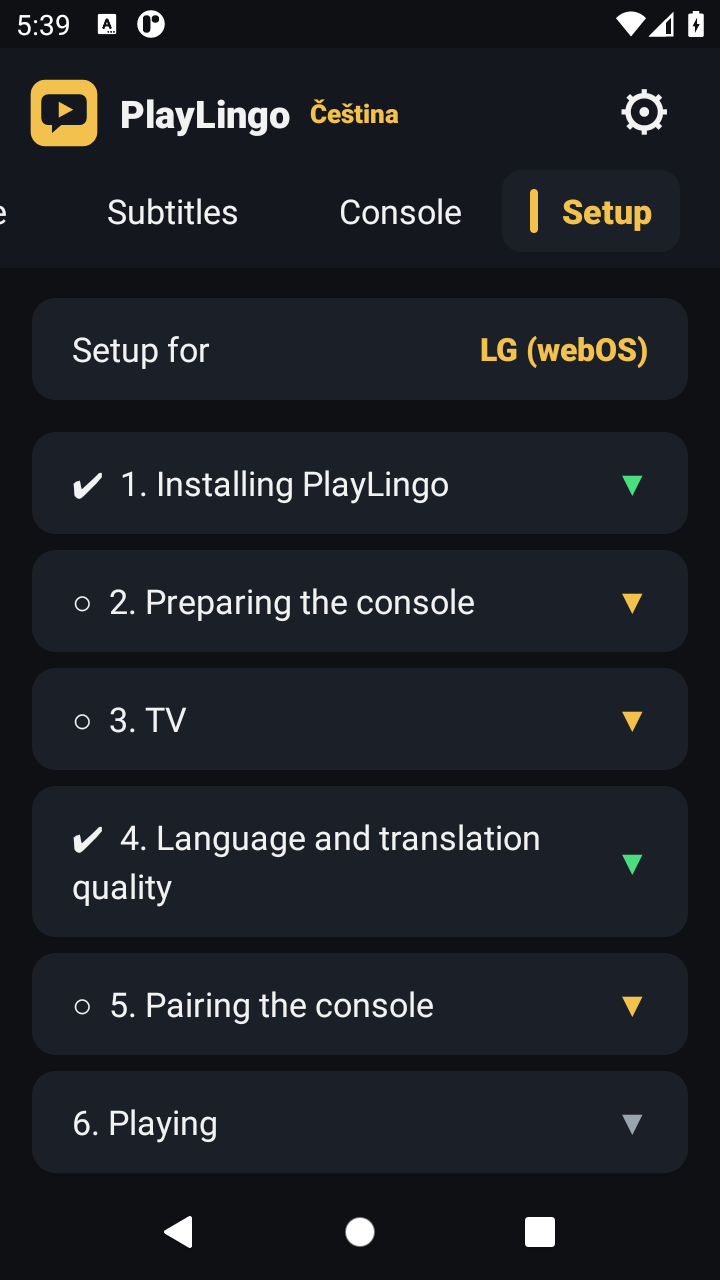 5:39
PlayLingo Čeština
e Subtitles Console Setup
Setup for LG (webOS)
✔ 1. Installing PlayLingo ▼
○ 2. Preparing the console ▼
○ 3. TV ▼
✔ 4. Language and translation
quality ▼
○ 5. Pairing the console ▼
6. Playing ▼